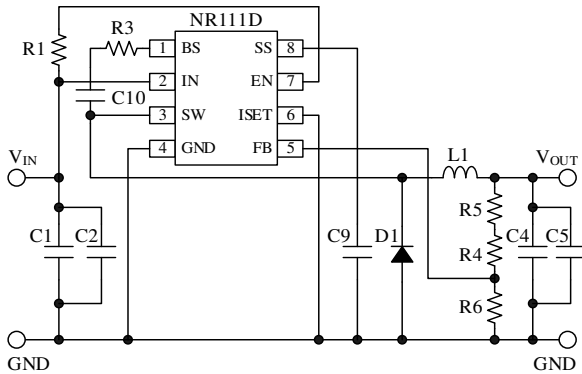 NR111D
R1
R3
1 BS SS 8
2 IN EN 7
C10
3 SW ISET 6
4 GND FB 5
VIN
L1
VOUT
R5
C1 C2 C9 D1 R4 C4 C5
R6
GND GND